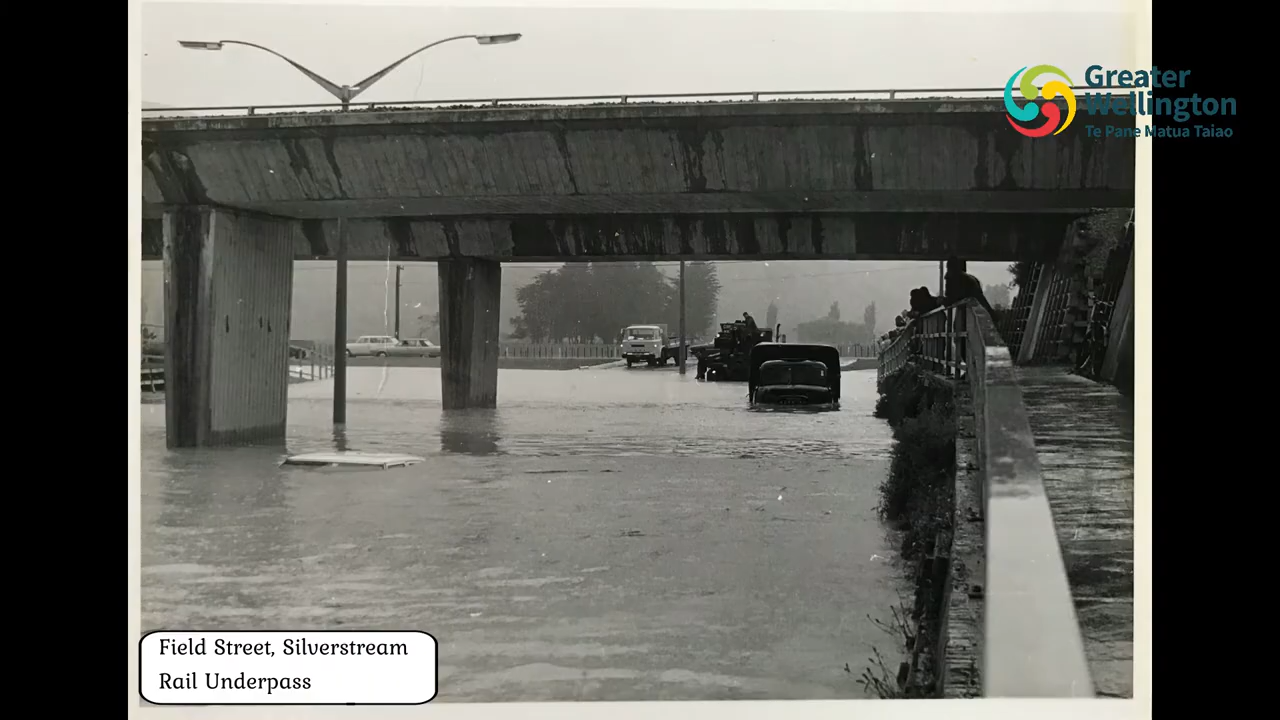 Greater
Wellington
Te Pane Matua Taiao
Field Street, Silverstream
Rail Underpass